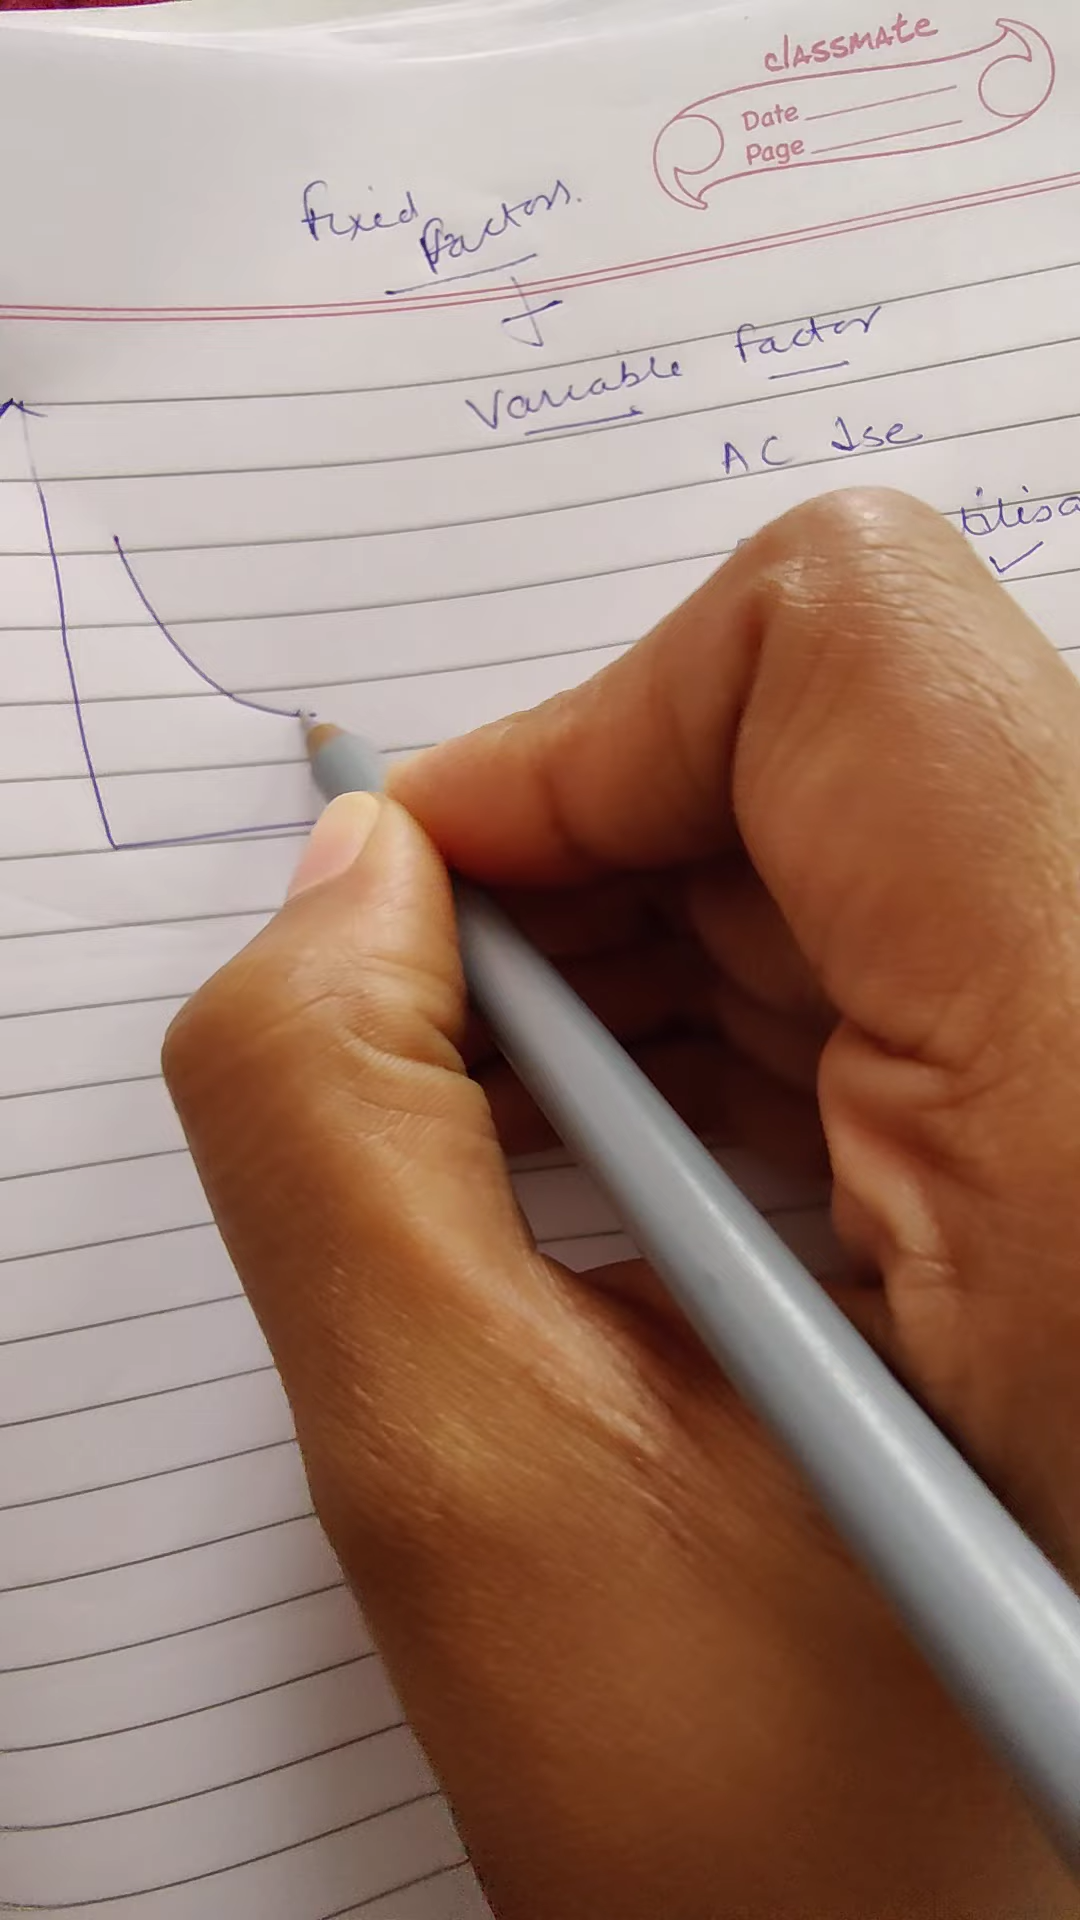 classmate
Date
Page
Fixed
factors.
+
Variable factor
AC Ise